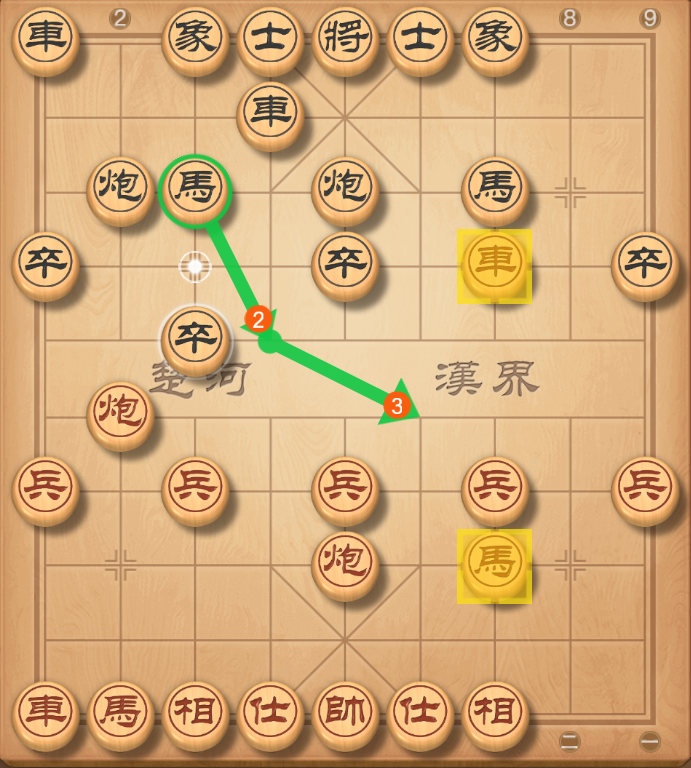 2 8 9
車 象 士 將 士 象
車
炮 馬 炮 馬
卒 卒 車 卒
2
卒
楚河 漢界
3
炮
兵 兵 兵 兵 兵
炮 馬
車 馬 相 仕 帥 仕 相
二 一